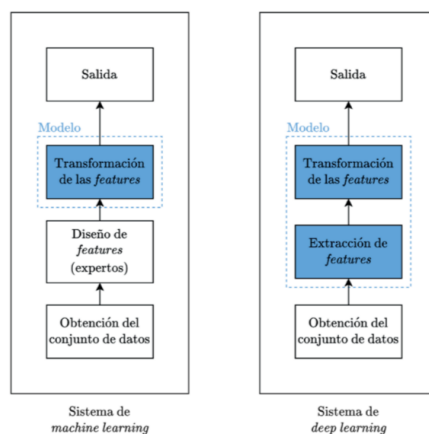 Salida
Modelo
Transformación
de las features
Diseño de
features
(expertos)
Obtención del
conjunto de datos
Sistema de
machine learning
Salida
Modelo
Transformación
de las features
Extracción de
features
Obtención del
conjunto de datos
Sistema de
deep learning